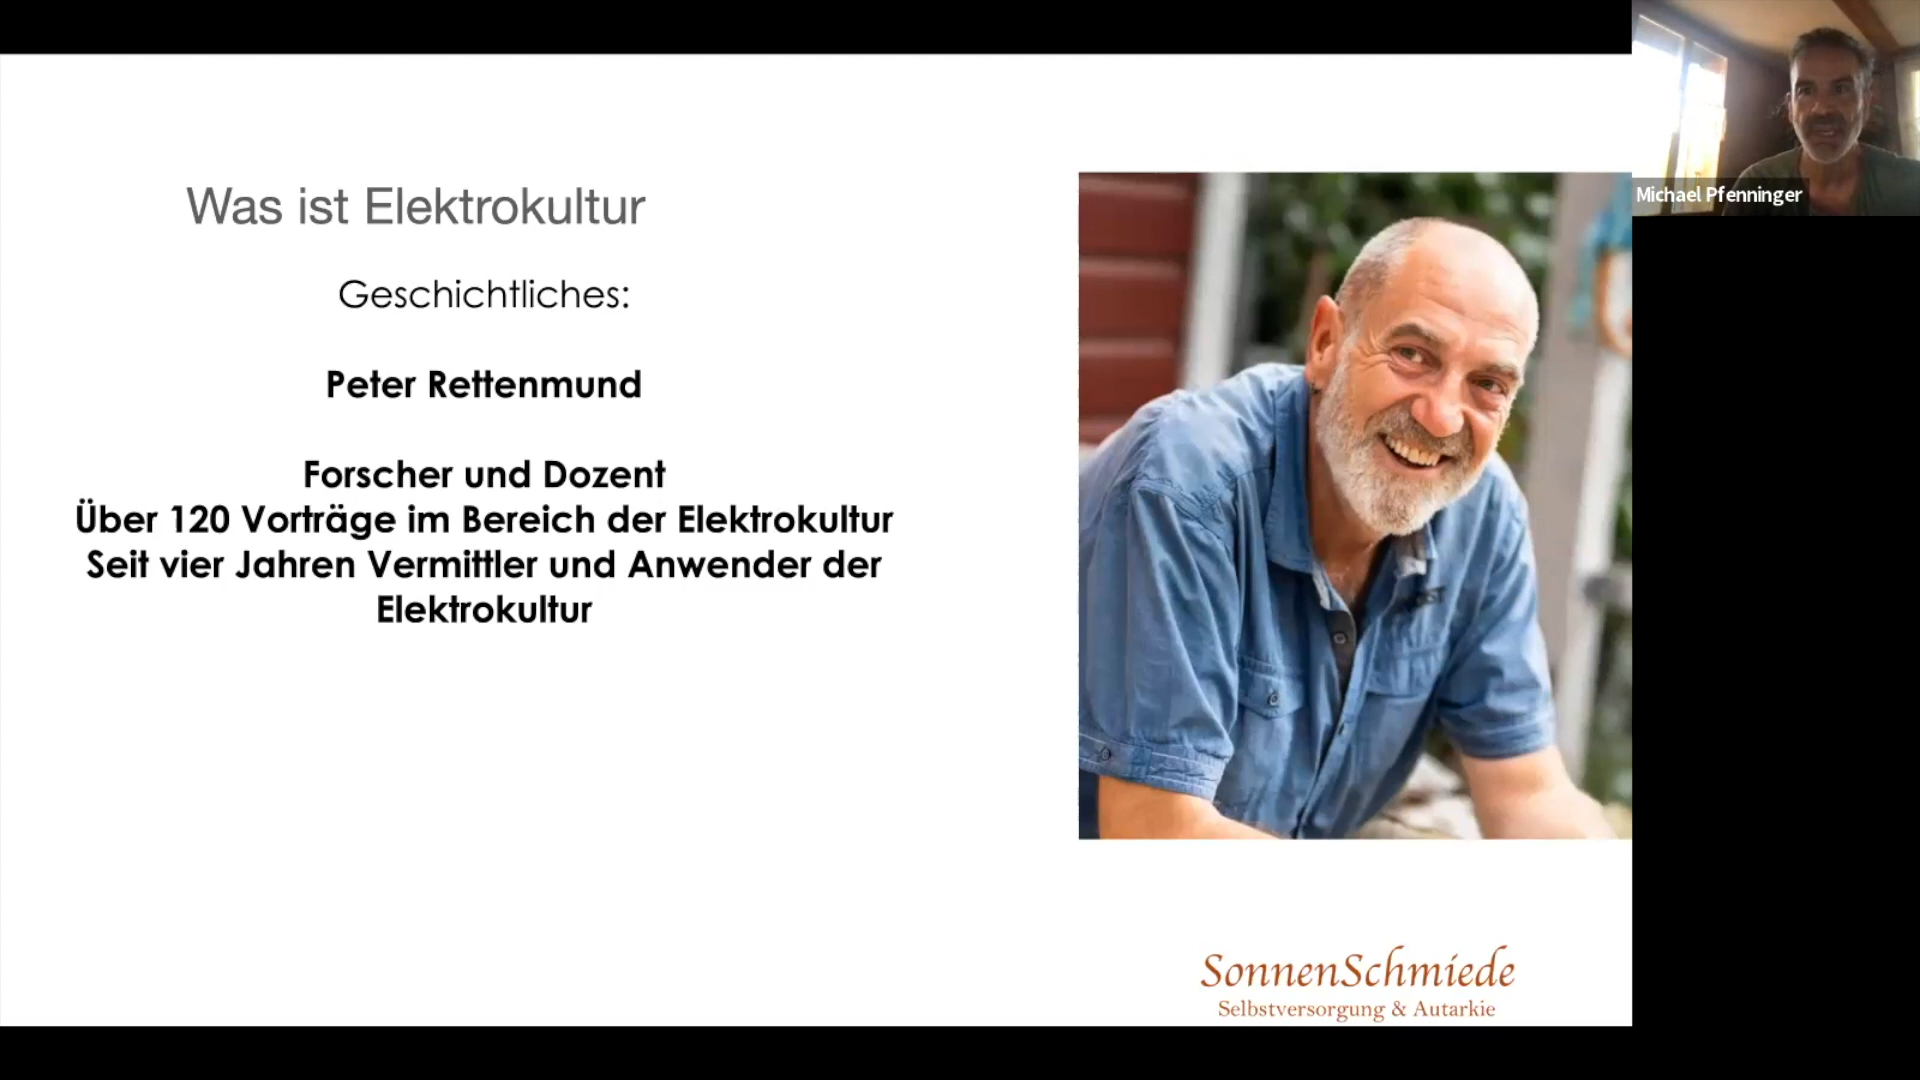 Was ist Elektrokultur
Geschichtliches:
Peter Rettenmund
Forscher und Dozent
Über 120 Vorträge im Bereich der Elektrokultur
Seit vier Jahren Vermittler und Anwender der
Elektrokultur
Michael Pfenninger
SonnenSchmiede
Selbstversorgung & Autarkie